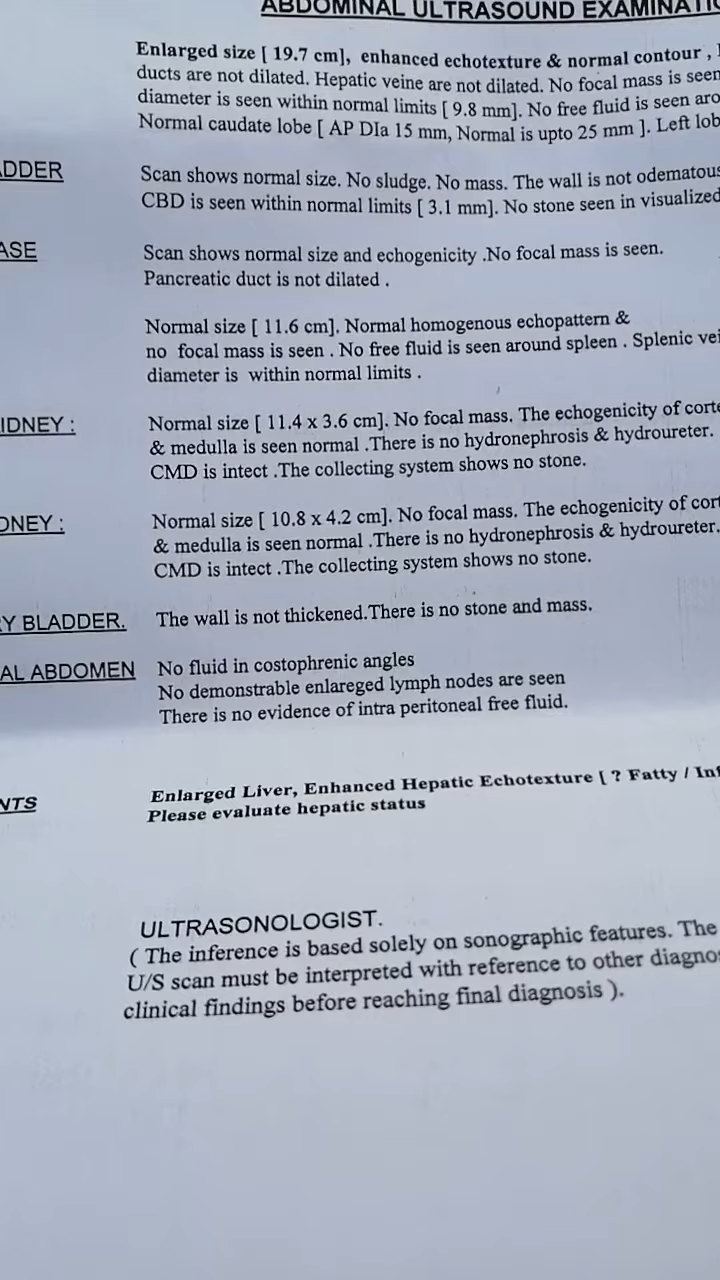 ABDOMINAL ULTRASOUND EXAMINATIO
Enlarged size [ 19.7 cm], enhanced echotexture & normal contour ,
ducts are not dilated. Hepatic veine are not dilated. No focal mass is seen
diameter is seen within normal limits [ 9.8 mm]. No free fluid is seen aro
Normal caudate lobe [ AP DIa 15 mm, Normal is upto 25 mm ]. Left lob
ADDER Scan shows normal size. No sludge. No mass. The wall is not odematous
CBD is seen within normal limits [ 3.1 mm]. No stone seen in visualized
ASE Scan shows normal size and echogenicity .No focal mass is seen.
Pancreatic duct is not dilated .
Normal size [ 11.6 cm]. Normal homogenous echopattern &
no focal mass is seen . No free fluid is seen around spleen . Splenic vei
diameter is within normal limits .
IDNEY : Normal size [ 11.4 x 3.6 cm]. No focal mass. The echogenicity of corte
& medulla is seen normal .There is no hydronephrosis & hydroureter.
CMD is intect .The collecting system shows no stone.
DNEY : Normal size [ 10.8 x 4.2 cm]. No focal mass. The echogenicity of cort
& medulla is seen normal .There is no hydronephrosis & hydroureter.
CMD is intect .The collecting system shows no stone.
RY BLADDER. The wall is not thickened.There is no stone and mass.
AL ABDOMEN No fluid in costophrenic angles
No demonstrable enlareged lymph nodes are seen
There is no evidence of intra peritoneal free fluid.
NTS Enlarged Liver, Enhanced Hepatic Echotexture [ ? Fatty / Inf
Please evaluate hepatic status
ULTRASONOLOGIST.
( The inference is based solely on sonographic features. The
U/S scan must be interpreted with reference to other diagnos
clinical findings before reaching final diagnosis ).